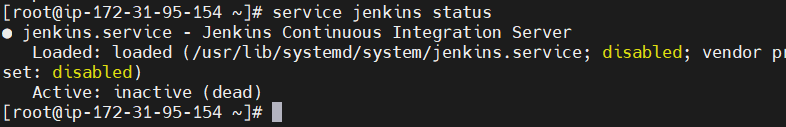 [root@ip-172-31-95-154 ~]# service jenkins status
● jenkins.service - Jenkins Continuous Integration Server
   Loaded: loaded (/usr/lib/systemd/system/jenkins.service; disabled; vendor pr
set: disabled)
   Active: inactive (dead)
[root@ip-172-31-95-154 ~]#